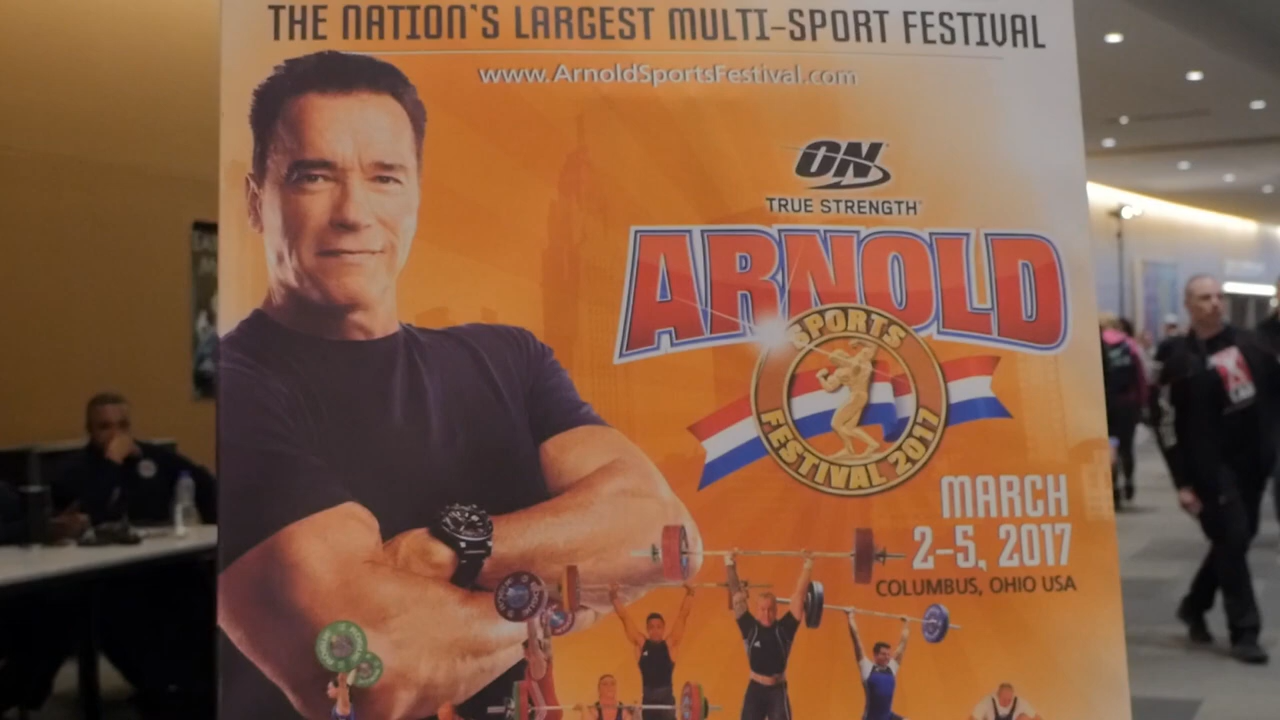 THE NATION'S LARGEST MULTI-SPORT FESTIVAL
www.ArnoldSportsFestival.com
ON
TRUE STRENGTH
ARNOLD
SPORTS
FESTIVAL 2017
MARCH
2-5, 2017
COLUMBUS, OHIO USA